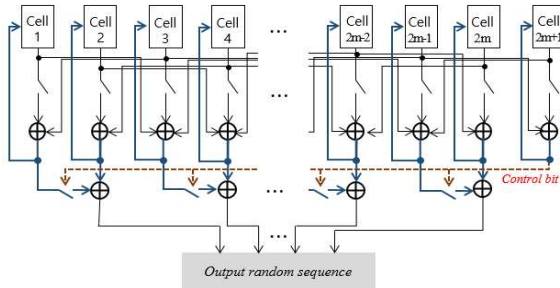 Cell 1
Cell 2
Cell 3
Cell 4
...
Cell 2m-2
Cell 2m-1
Cell 2m
Cell 2m+1
...
Control bit
...
...
Output random sequence